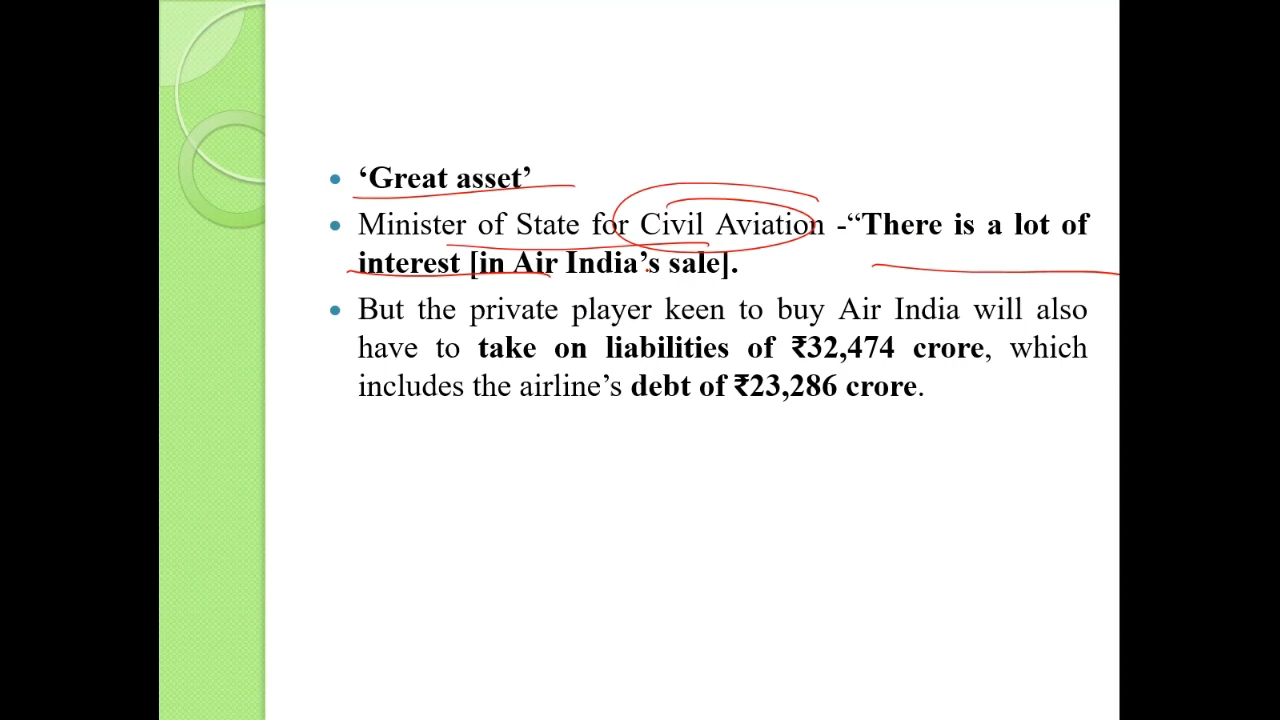 ‘Great asset’
Minister of State for Civil Aviation -“There is a lot of
interest [in Air India’s sale].
But the private player keen to buy Air India will also
have to take on liabilities of ₹32,474 crore, which
includes the airline’s debt of ₹23,286 crore.